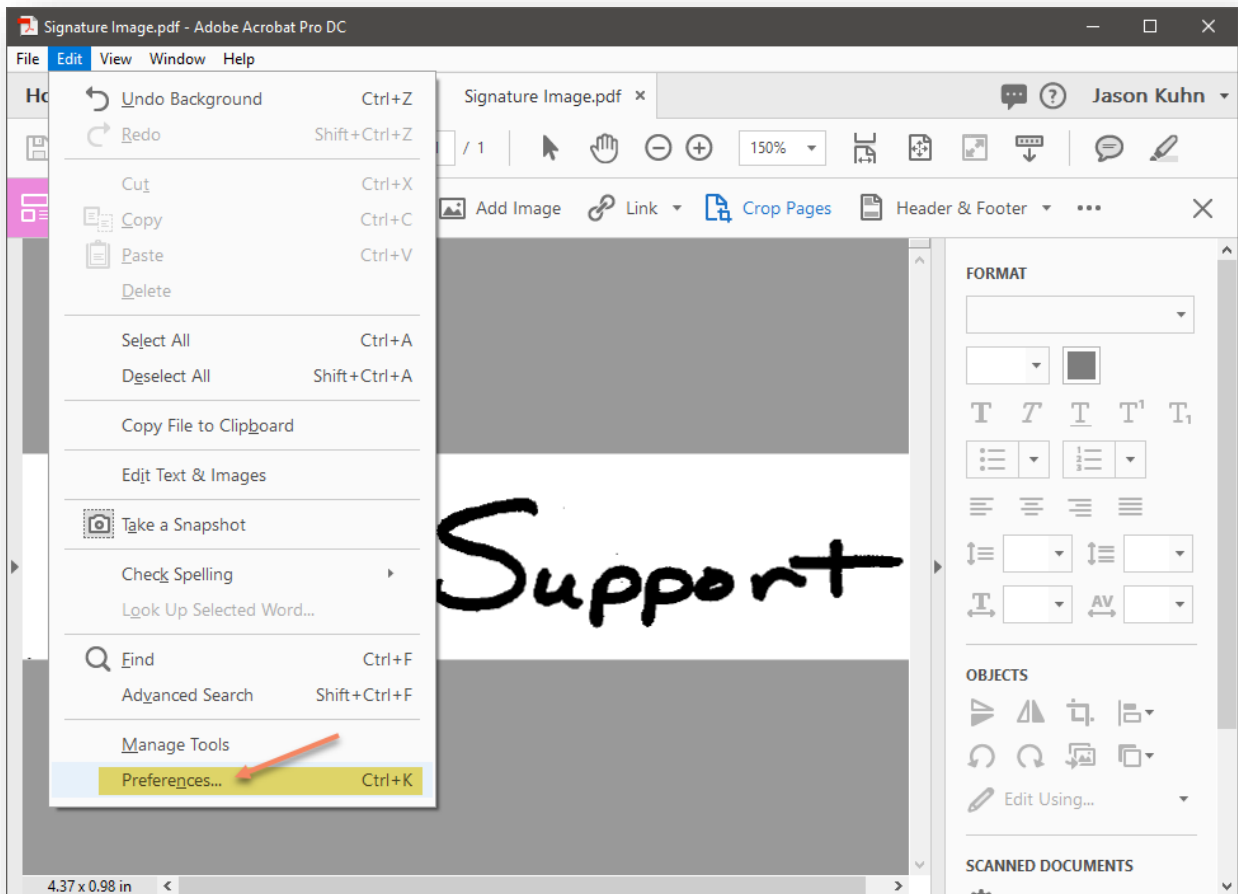 Signature Image.pdf - Adobe Acrobat Pro DC
File Edit View Window Help
Signature Image.pdf × Jason Kuhn
/ 1 150%
Add Image Link Crop Pages Header & Footer
Undo Background Ctrl+Z
Redo Shift+Ctrl+Z
Cut Ctrl+X
Copy Ctrl+C
Paste Ctrl+V
Delete
Select All Ctrl+A
Deselect All Shift+Ctrl+A
Copy File to Clipboard
Edit Text & Images
Take a Snapshot
Check Spelling
Look Up Selected Word...
Find Ctrl+F
Advanced Search Shift+Ctrl+F
Manage Tools
Preferences... Ctrl+K
Support
FORMAT
OBJECTS
Edit Using...
SCANNED DOCUMENTS
4.37 x 0.98 in